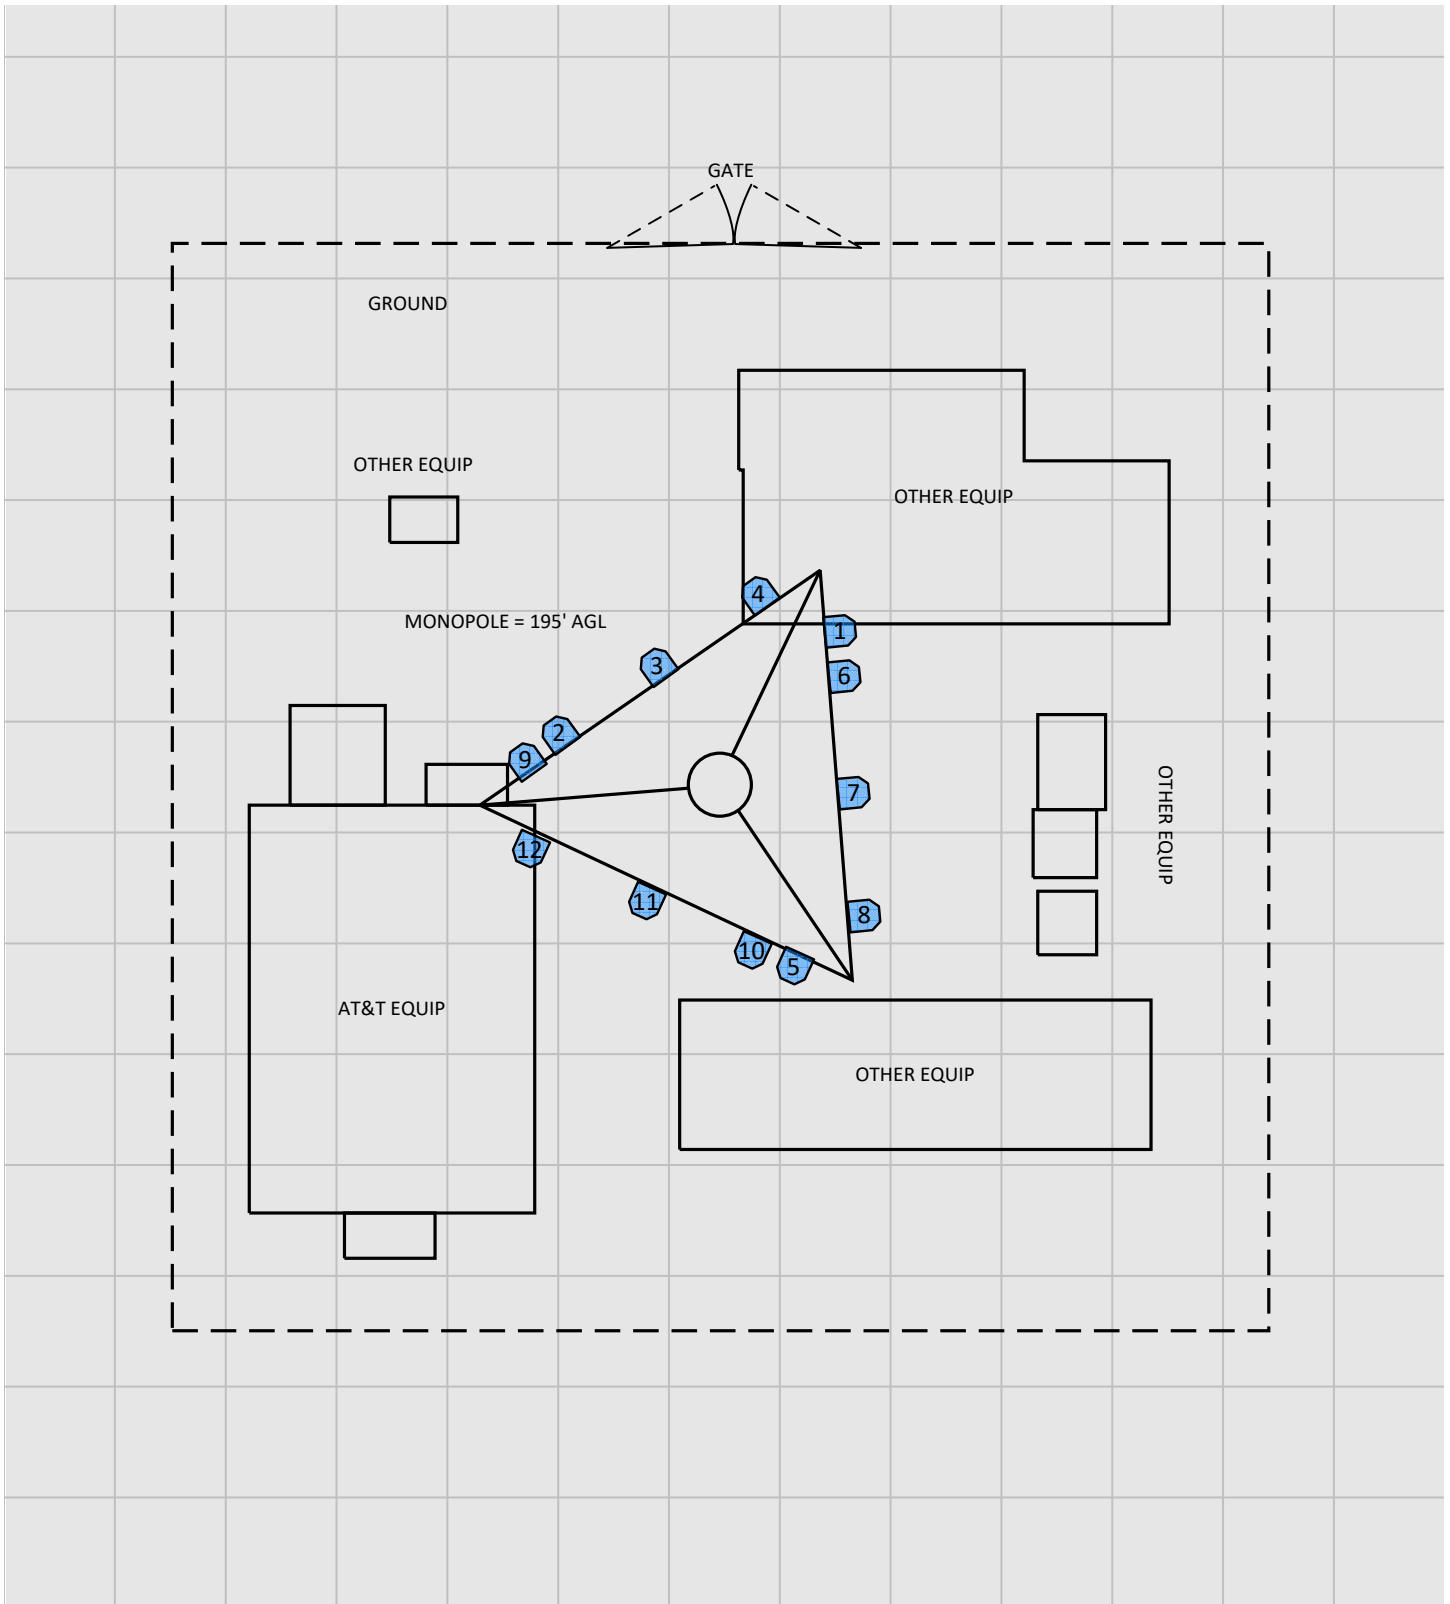 GATE
GROUND
OTHER EQUIP
OTHER EQUIP
4
MONOPOLE = 195' AGL
1
3
6
2
9
7
OTHER EQUIP
12
11
8
10
5
AT&T EQUIP
OTHER EQUIP